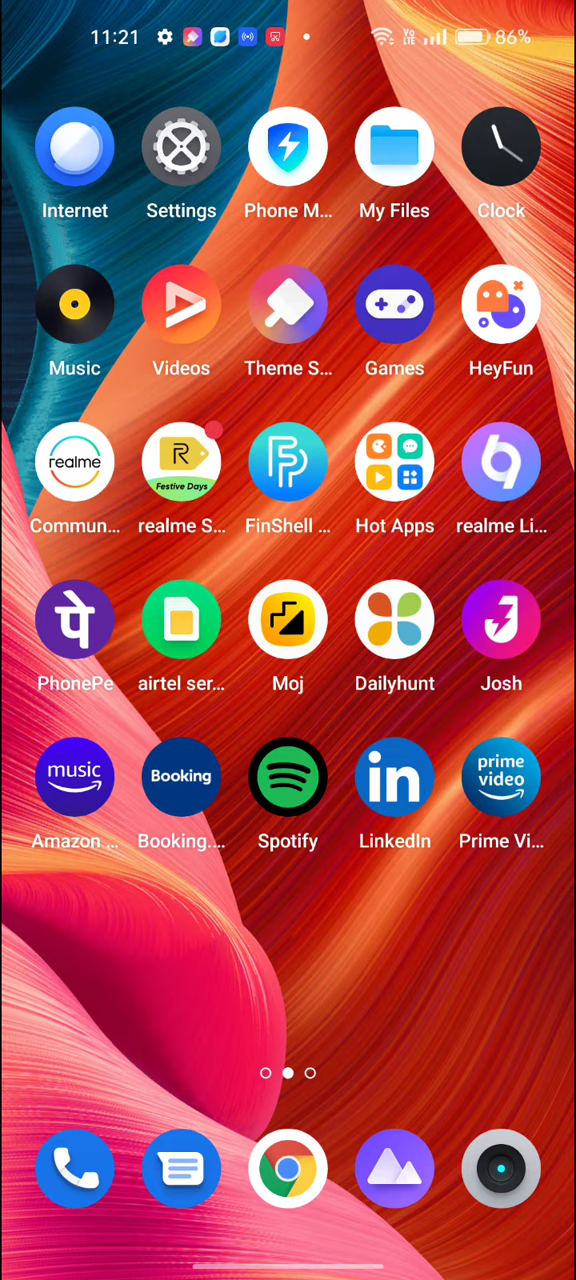 11:21 Vo LTE 86%
Internet Settings Phone M... My Files Clock
Music Videos Theme S... Games HeyFun
realme R
Festive Days
Commun... realme S... FinShell ... Hot Apps realme Li...
पे
PhonePe airtel ser... Moj Dailyhunt Josh
music Booking in prime video
Amazon ... Booking.... Spotify LinkedIn Prime Vi...